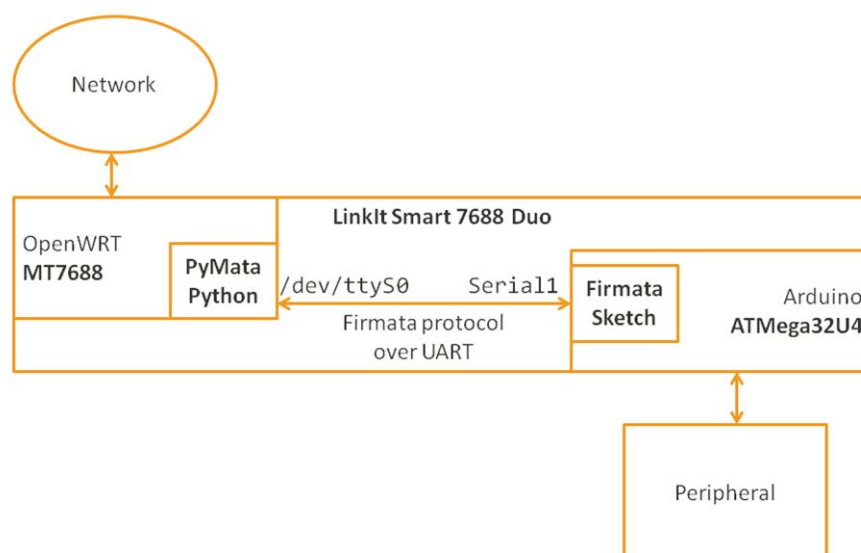 Network
LinkIt Smart 7688 Duo
OpenWRT
MT7688
PyMata
Python
/dev/ttyS0
Serial1
Firmata protocol
over UART
Firmata
Sketch
Arduino
ATMega32U4
Peripheral